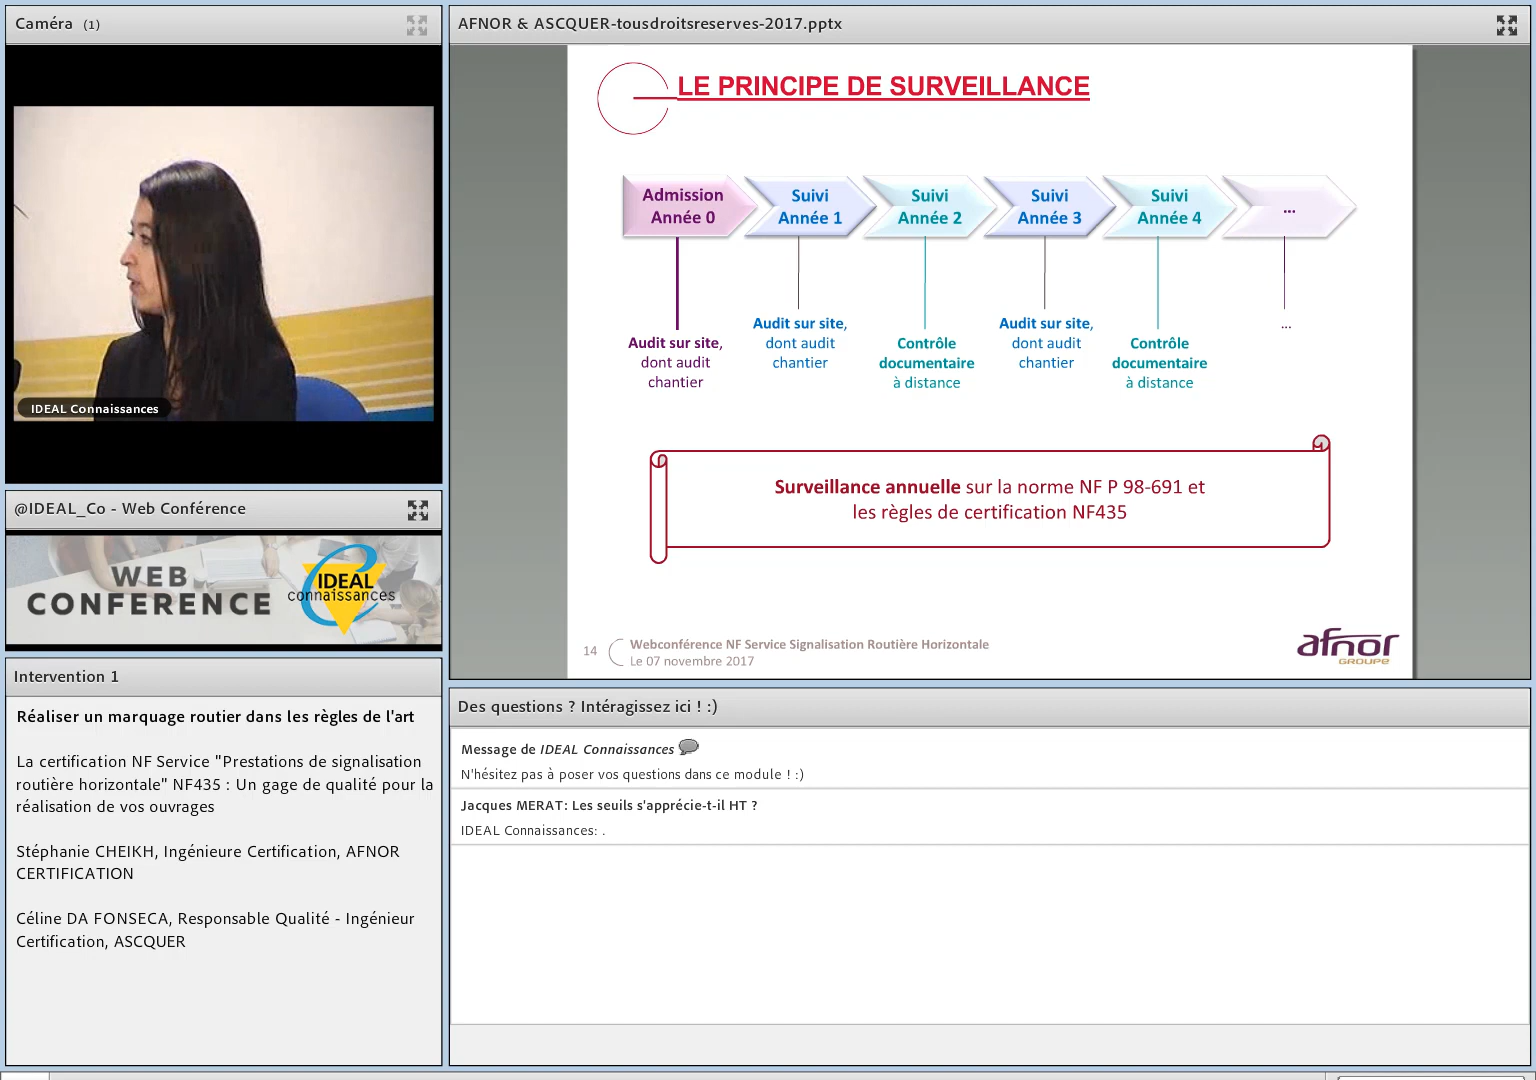 Caméra (1)
IDEAL Connaissances
@IDEAL_Co - Web Conférence
WEB
CONFERENCE
IDEAL
connaissances
Intervention 1
Réaliser un marquage routier dans les règles de l'art
La certification NF Service "Prestations de signalisation
routière horizontale" NF435 : Un gage de qualité pour la
réalisation de vos ouvrages
Stéphanie CHEIKH, Ingénieure Certification, AFNOR
CERTIFICATION
Céline DA FONSECA, Responsable Qualité - Ingénieur
Certification, ASCQUER
AFNOR & ASCQUER-tousdroitsreserves-2017.pptx
LE PRINCIPE DE SURVEILLANCE
Admission
Année 0
Suivi
Année 1
Suivi
Année 2
Suivi
Année 3
Suivi
Année 4
...
Audit sur site,
dont audit
chantier
Audit sur site,
dont audit
chantier
Contrôle
documentaire
à distance
Audit sur site,
dont audit
chantier
Contrôle
documentaire
à distance
...
Surveillance annuelle sur la norme NF P 98-691 et
les règles de certification NF435
14
Webconférence NF Service Signalisation Routière Horizontale
Le 07 novembre 2017
afnor
GROUPE
Des questions ? Intéragissez ici ! :)
Message de IDEAL Connaissances
N'hésitez pas à poser vos questions dans ce module ! :)
Jacques MERAT: Les seuils s'apprécie-t-il HT ?
IDEAL Connaissances: .